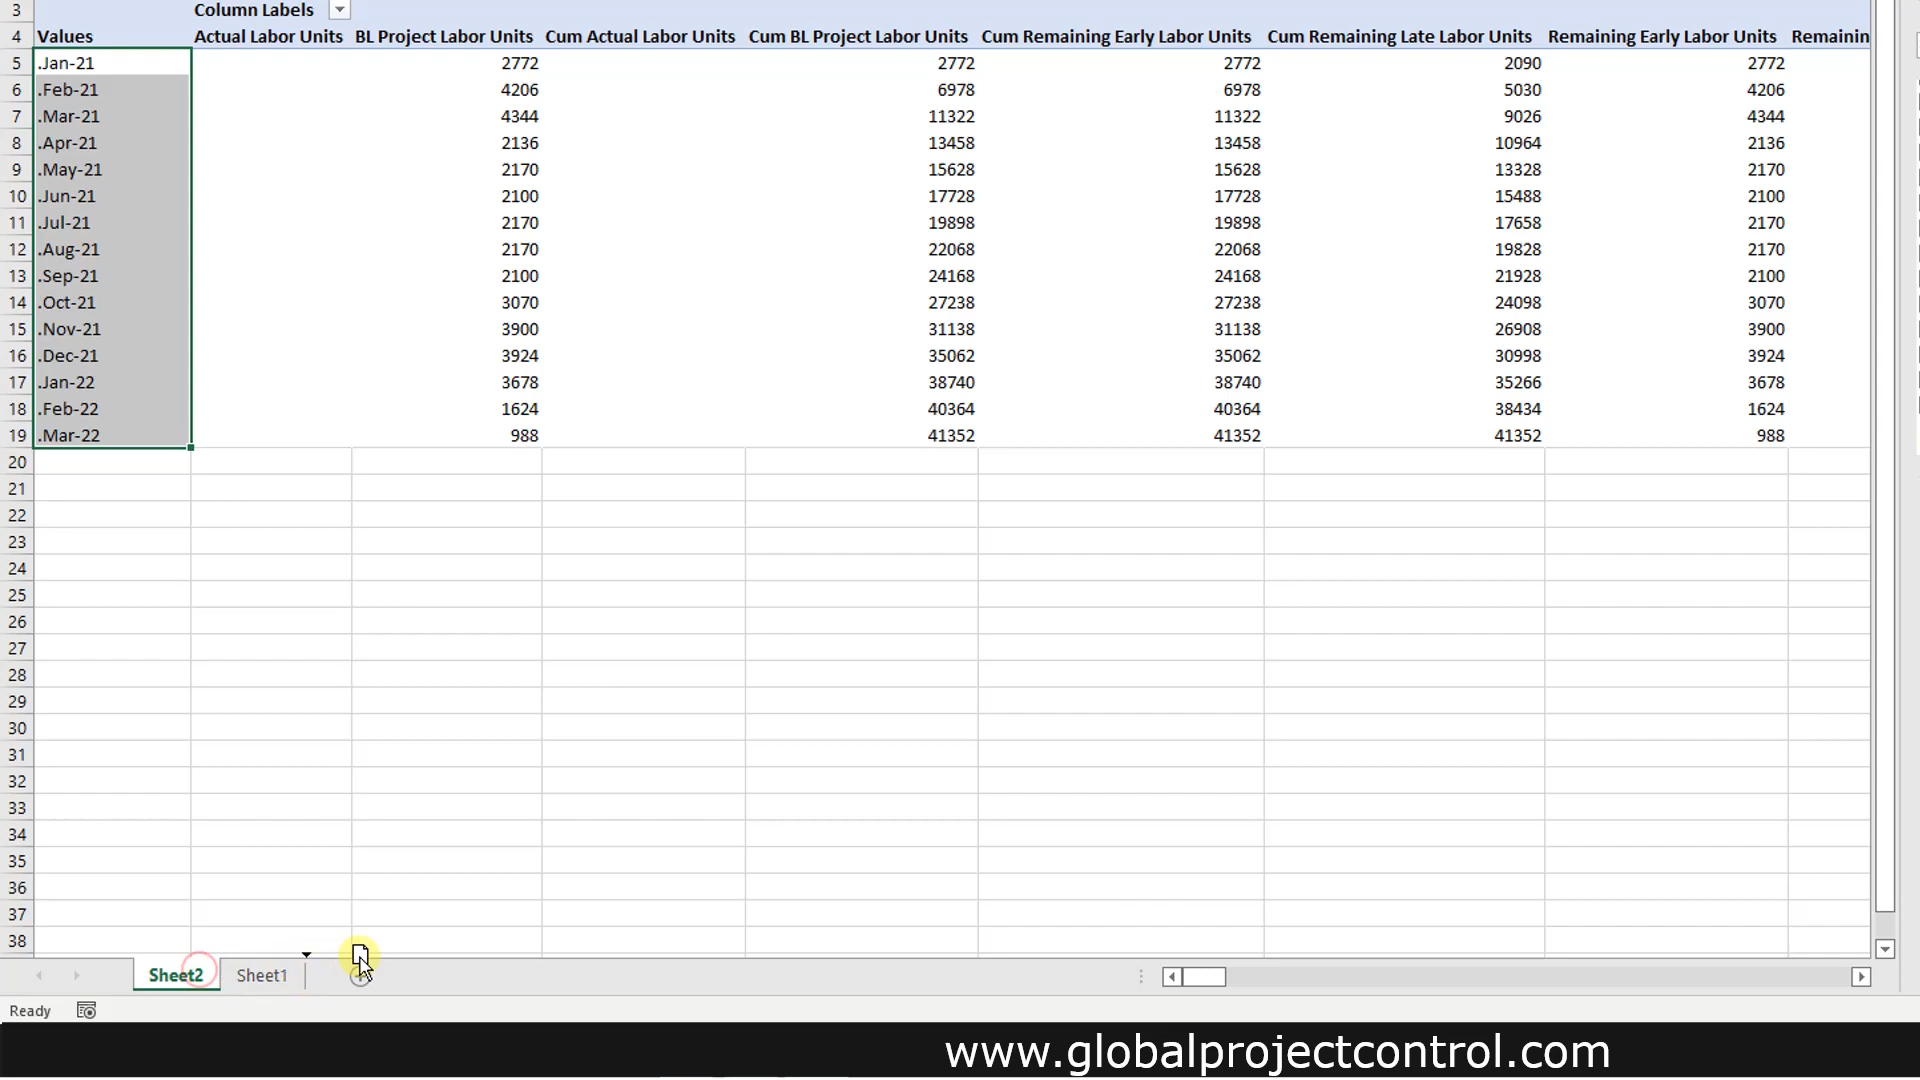 3 Column Labels
4 Values Actual Labor Units BL Project Labor Units Cum Actual Labor Units Cum BL Project Labor Units Cum Remaining Early Labor Units Cum Remaining Late Labor Units Remaining Early Labor Units Remainin
5 .Jan-21 2772 2772 2772 2090 2772
6 .Feb-21 4206 6978 6978 5030 4206
7 .Mar-21 4344 11322 11322 9026 4344
8 .Apr-21 2136 13458 13458 10964 2136
9 .May-21 2170 15628 15628 13328 2170
10 .Jun-21 2100 17728 17728 15488 2100
11 .Jul-21 2170 19898 19898 17658 2170
12 .Aug-21 2170 22068 22068 19828 2170
13 .Sep-21 2100 24168 24168 21928 2100
14 .Oct-21 3070 27238 27238 24098 3070
15 .Nov-21 3900 31138 31138 26908 3900
16 .Dec-21 3924 35062 35062 30998 3924
17 .Jan-22 3678 38740 38740 35266 3678
18 .Feb-22 1624 40364 40364 38434 1624
19 .Mar-22 988 41352 41352 41352 988
20
21
22
23
24
25
26
27
28
29
30
31
32
33
34
35
36
37
38
Sheet2 Sheet1
Ready
www.globalprojectcontrol.com